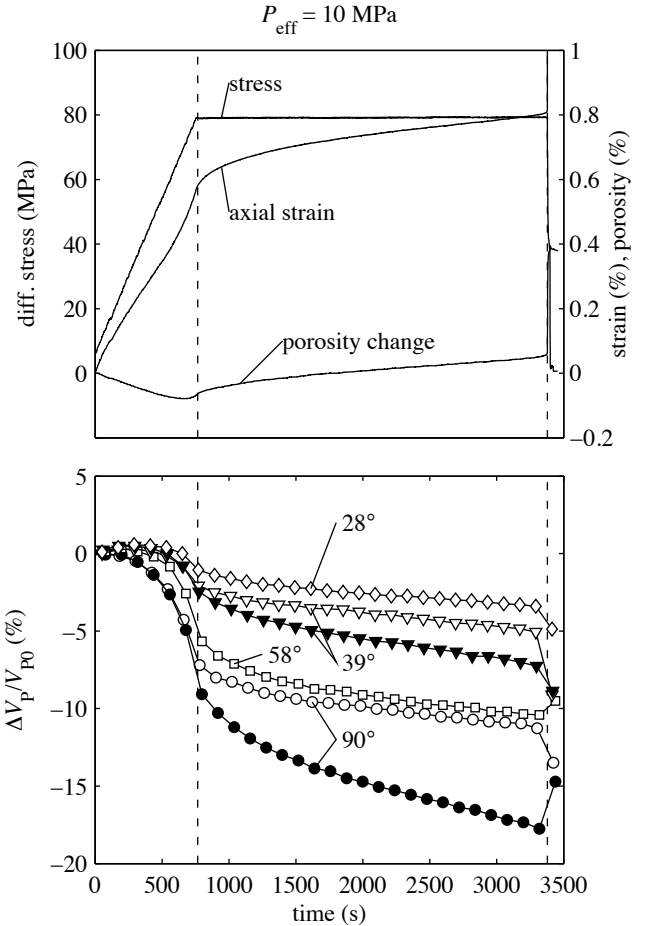 P_eff = 10 MPa
100
80
60
40
20
0
diff. stress (MPa)
1
0.8
0.6
0.4
0.2
0
−0.2
strain (%), porosity (%)
stress
axial strain
porosity change
5
0
−5
−10
−15
−20
ΔV_P/V_P0 (%)
28°
39°
58°
90°
0 500 1000 1500 2000 2500 3000 3500
time (s)